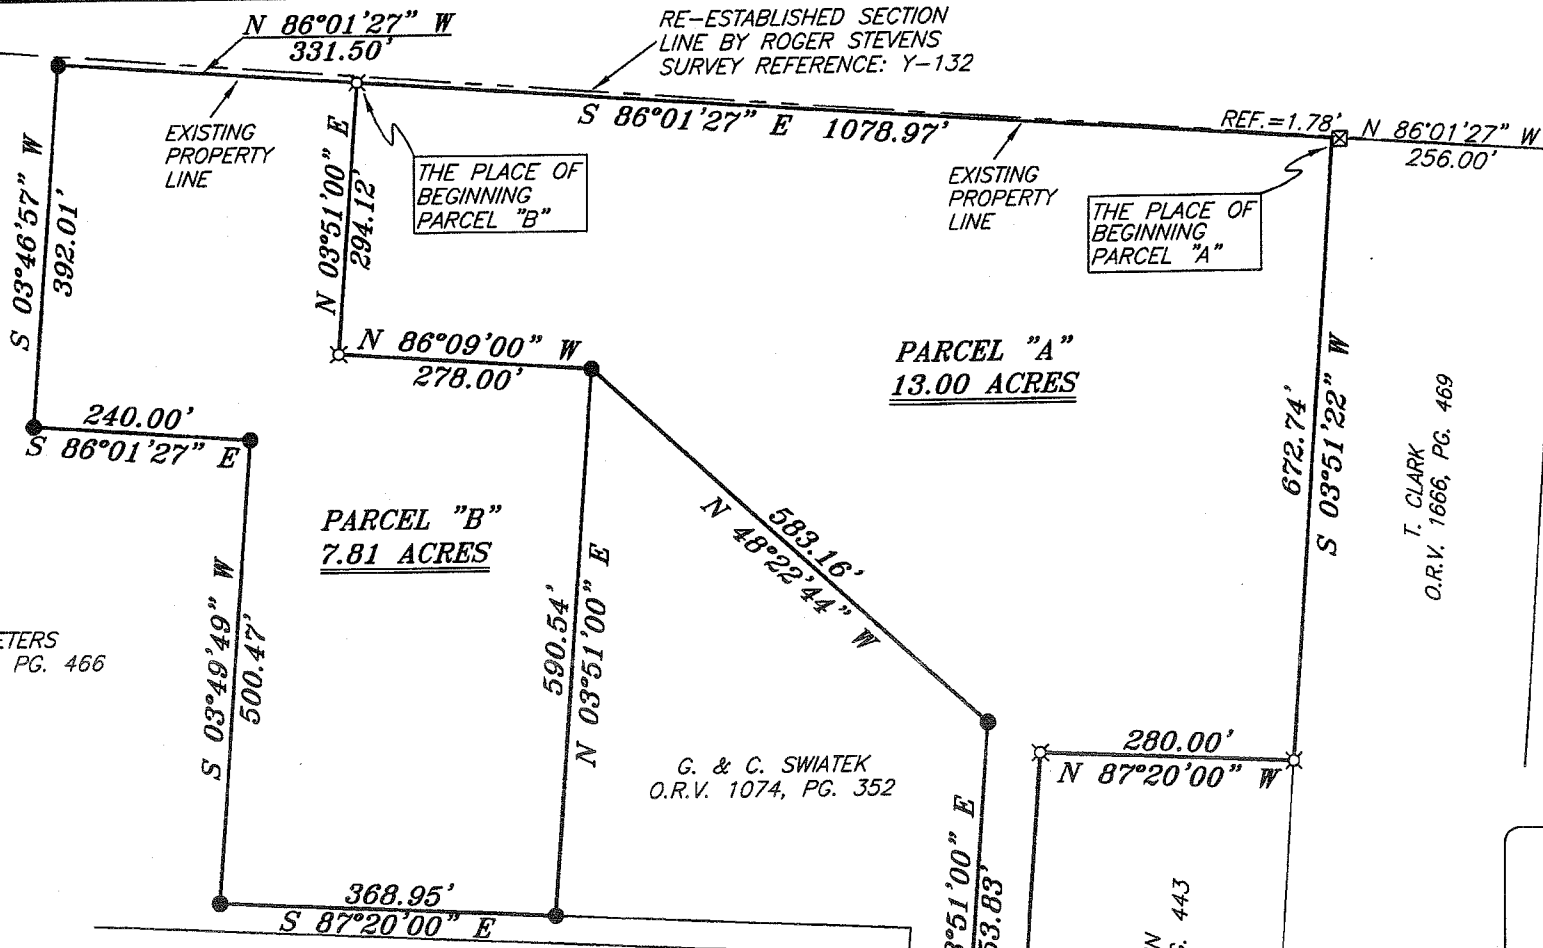 N 86°01'27" W
331.50'
RE-ESTABLISHED SECTION
LINE BY ROGER STEVENS
SURVEY REFERENCE: Y-132
S 86°01'27" E 1078.97'
REF.=1.78'
N 86°01'27" W
256.00'
EXISTING
PROPERTY
LINE
THE PLACE OF
BEGINNING
PARCEL "B"
EXISTING
PROPERTY
LINE
THE PLACE OF
BEGINNING
PARCEL "A"
S 03°46'57" W
392.01'
N 03°51'00" E
294.12'
N 86°09'00" W
278.00'
PARCEL "A"
13.00 ACRES
672.74'
S 03°51'22" W
T. CLARK
O.R.V. 1666, PG. 469
240.00'
S 86°01'27" E
PARCEL "B"
7.81 ACRES
583.16'
N 48°22'44" W
S 03°49'49" W
500.47'
590.54'
N 03°51'00" E
PG. 466
G. & C. SWIATEK
O.R.V. 1074, PG. 352
280.00'
N 87°20'00" W
368.95'
S 87°20'00" E
3°51'00" E
53.83'
443